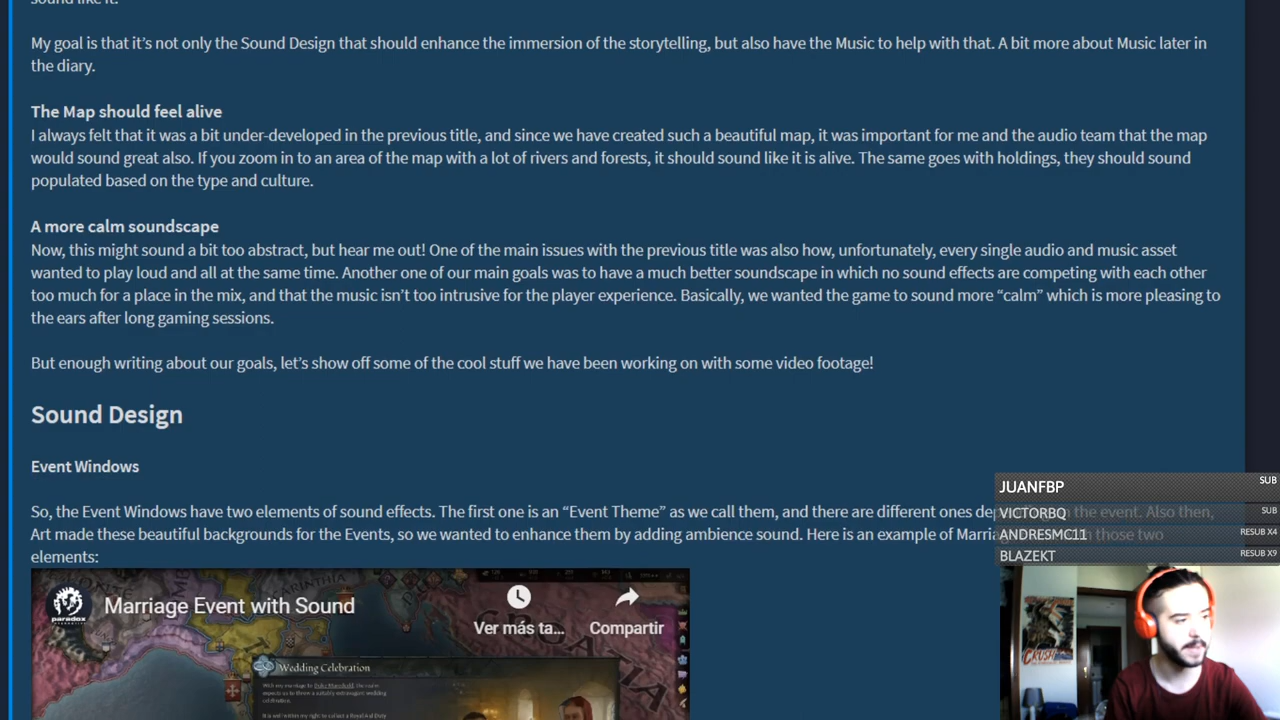 sound like it.
My goal is that it’s not only the Sound Design that should enhance the immersion of the storytelling, but also have the Music to help with that. A bit more about Music later in
the diary.
The Map should feel alive
I always felt that it was a bit under-developed in the previous title, and since we have created such a beautiful map, it was important for me and the audio team that the map
would sound great also. If you zoom in to an area of the map with a lot of rivers and forests, it should sound like it is alive. The same goes with holdings, they should sound
populated based on the type and culture.
A more calm soundscape
Now, this might sound a bit too abstract, but hear me out! One of the main issues with the previous title was also how, unfortunately, every single audio and music asset
wanted to play loud and all at the same time. Another one of our main goals was to have a much better soundscape in which no sound effects are competing with each other
too much for a place in the mix, and that the music isn’t too intrusive for the player experience. Basically, we wanted the game to sound more “calm” which is more pleasing to
the ears after long gaming sessions.
But enough writing about our goals, let’s show off some of the cool stuff we have been working on with some video footage!
Sound Design
Event Windows
So, the Event Windows have two elements of sound effects. The first one is an “Event Theme” as we call them, and there are different ones the event. Also then,
Art made these beautiful backgrounds for the Events, so we wanted to enhance them by adding ambience sound. Here is an example of those two
elements:
JUANFBP SUB
VICTORBQ SUB
ANDRESMC11 RESUB X4
BLAZEKT RESUB X9
paradox
Marriage Event with Sound
Ver más ta...
Compartir
Wedding Celebration
CRUSH